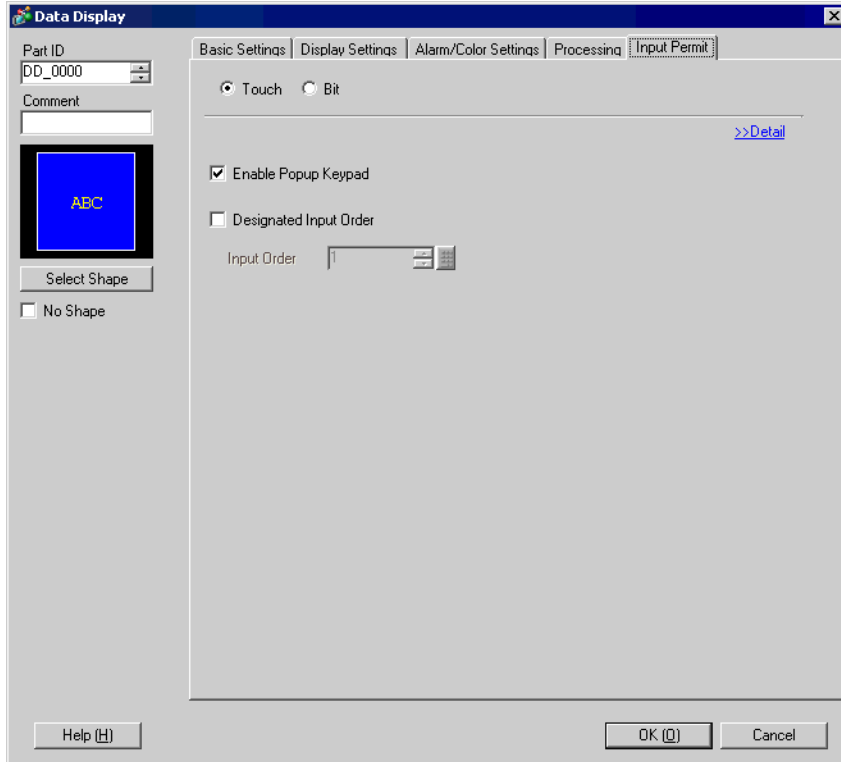 Data Display
Part ID
DD_0000
Comment
ABC
Select Shape
No Shape
Basic Settings
Display Settings
Alarm/Color Settings
Processing
Input Permit
Touch
Bit
>>Detail
Enable Popup Keypad
Designated Input Order
Input Order
1
Help (H)
OK (O)
Cancel